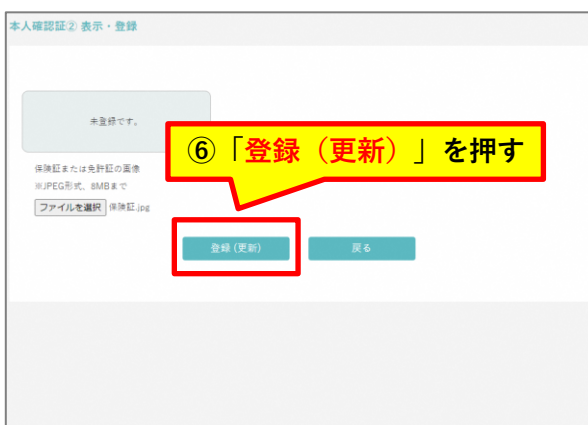 本人確認証② 表示・登録
未登録です。
⑥「登録（更新）」を押す
保険証または免許証の画像
※JPEG形式、8MBまで
ファイルを選択 保険証.jpg
登録(更新)
戻る